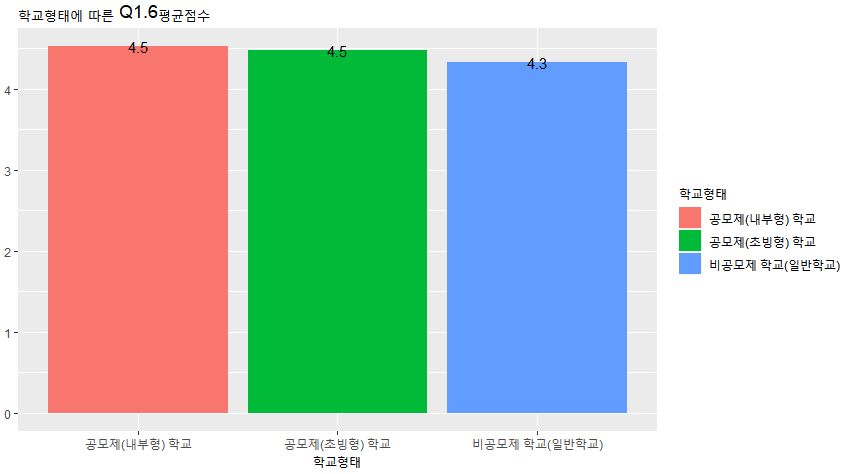 학교형태에 따른 Q1.6평균점수
4.5
4.5
4.3
4
3
2
1
0
공모제(내부형) 학교
공모제(초빙형) 학교
비공모제 학교(일반학교)
학교형태
학교형태
공모제(내부형) 학교
공모제(초빙형) 학교
비공모제 학교(일반학교)